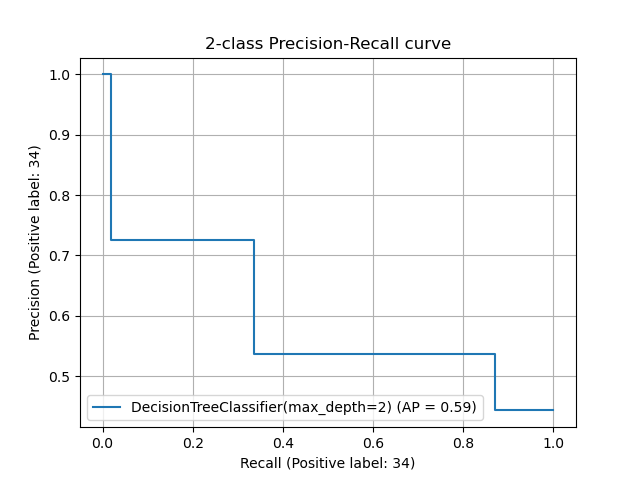 2-class Precision-Recall curve
1.0
0.9
0.8
0.7
0.6
0.5
Precision (Positive label: 34)
DecisionTreeClassifier(max_depth=2) (AP = 0.59)
0.0 0.2 0.4 0.6 0.8 1.0
Recall (Positive label: 34)